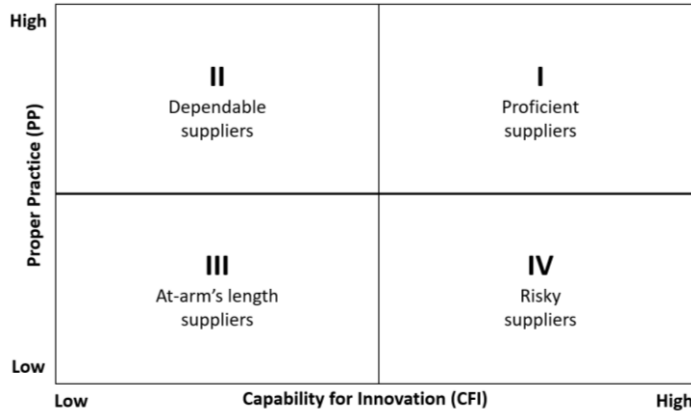 High
II
Dependable
suppliers
I
Proficient
suppliers
Proper Practice (PP)
III
At-arm's length
suppliers
IV
Risky
suppliers
Low
Low
Capability for Innovation (CFI)
High